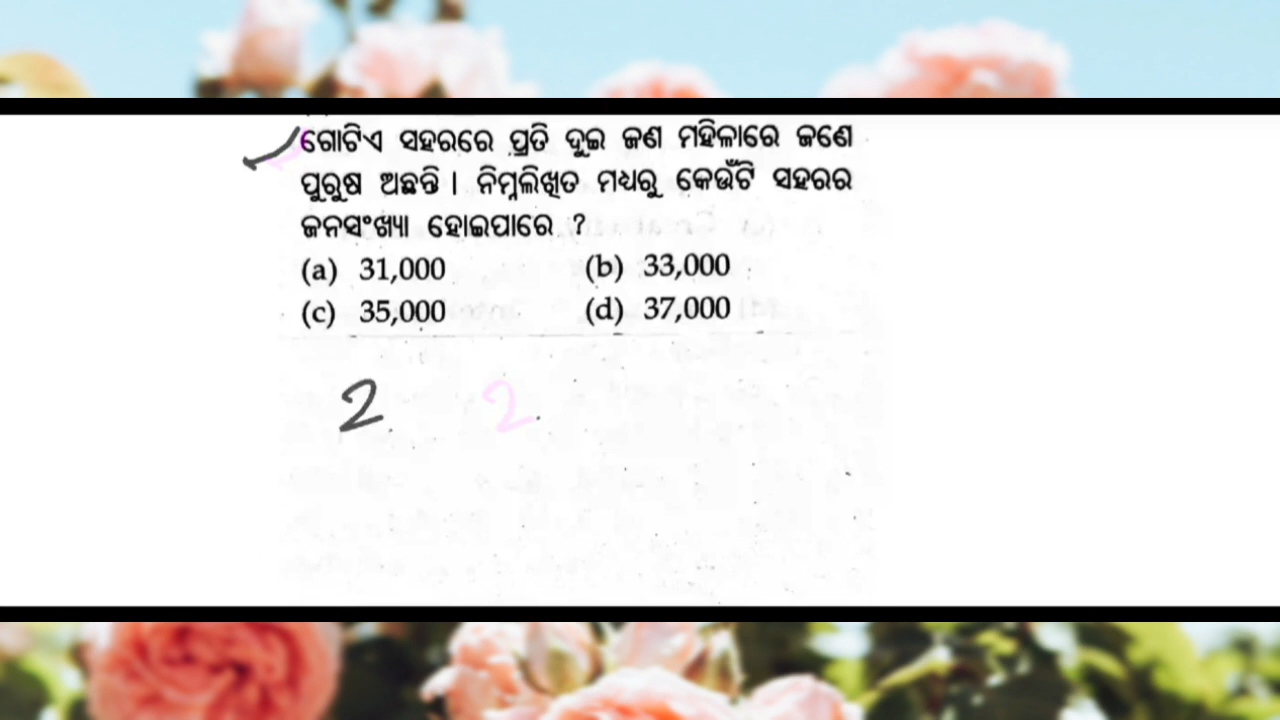 ଗୋଟିଏ ସହରରେ ପ୍ରତି ଦୁଇ ଜଣ ମହିଳାରେ ଜଣେ
ପୁରୁଷ ଅଛନ୍ତି । ନିମ୍ନଲିଖିତ ମଧ୍ୟରୁ କେଉଁଟି ସହରର
ଜନସଂଖ୍ୟା ହୋଇପାରେ ?
(a) 31,000 (b) 33,000
(c) 35,000 (d) 37,000
2 2